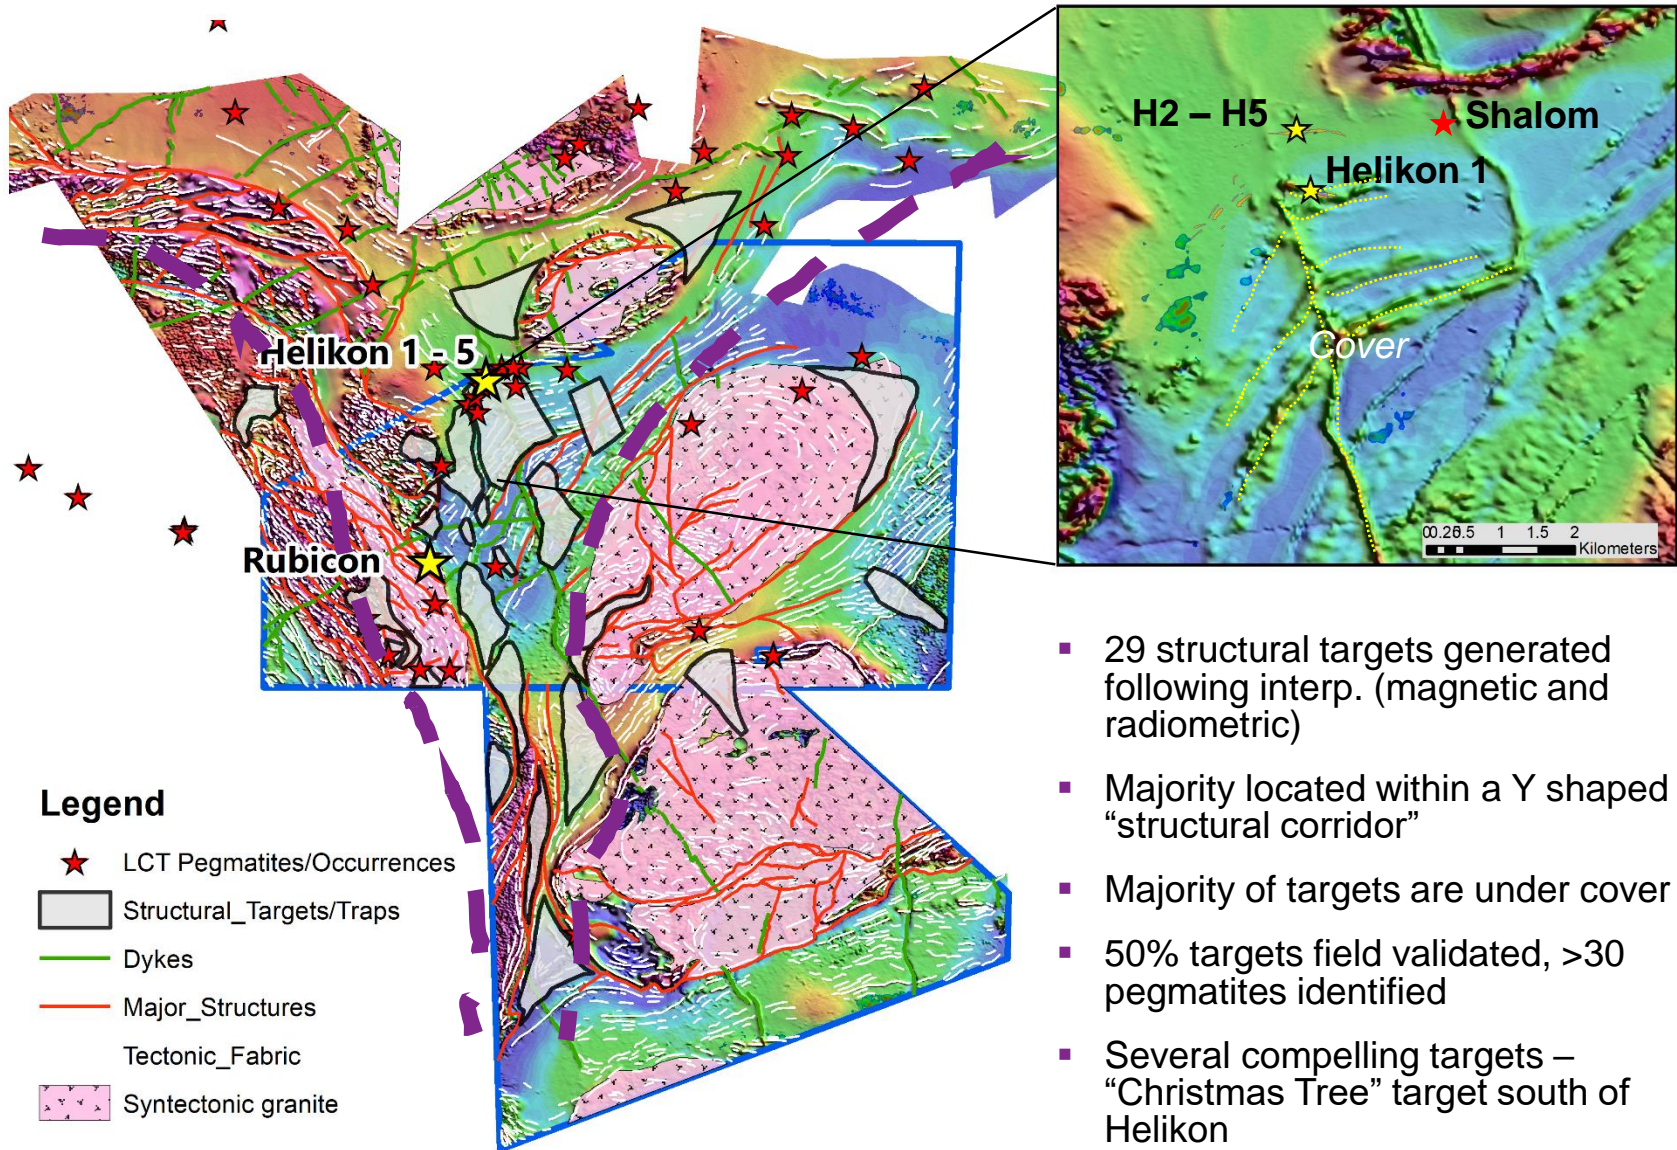 H2 – H5
Shalom
Helikon 1
Cover
0 0.25 0.5 1 1.5 2
Kilometers
Helikon 1 - 5
Rubicon
Legend
LCT Pegmatites/Occurrences
Structural_Targets/Traps
Dykes
Major_Structures
Tectonic_Fabric
Syntectonic granite
▪ 29 structural targets generated
following interp. (magnetic and
radiometric)
▪ Majority located within a Y shaped
“structural corridor”
▪ Majority of targets are under cover
▪ 50% targets field validated, >30
pegmatites identified
▪ Several compelling targets –
“Christmas Tree” target south of
Helikon